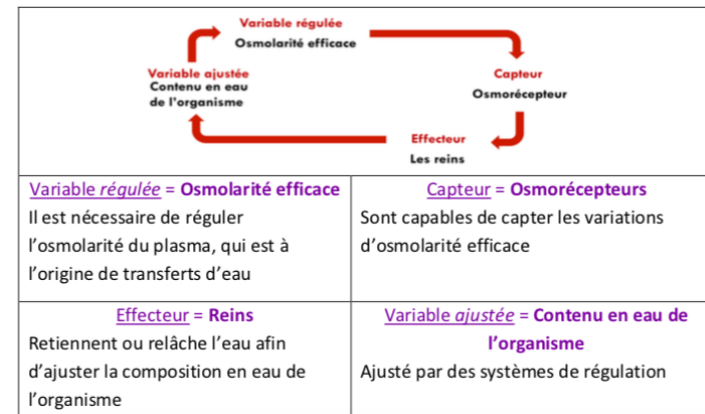 Variable régulée
Osmolarité efficace
Variable ajustée
Contenu en eau
de l'organisme
Capteur
Osmorécepteur
Effecteur
Les reins
Variable régulée = Osmolarité efficace
Il est nécessaire de réguler
l'osmolarité du plasma, qui est à
l'origine de transferts d'eau
Capteur = Osmorécepteurs
Sont capables de capter les variations
d'osmolarité efficace
Effecteur = Reins
Retiennent ou relâche l'eau afin
d'ajuster la composition en eau de
l'organisme
Variable ajustée = Contenu en eau de
l'organisme
Ajusté par des systèmes de régulation